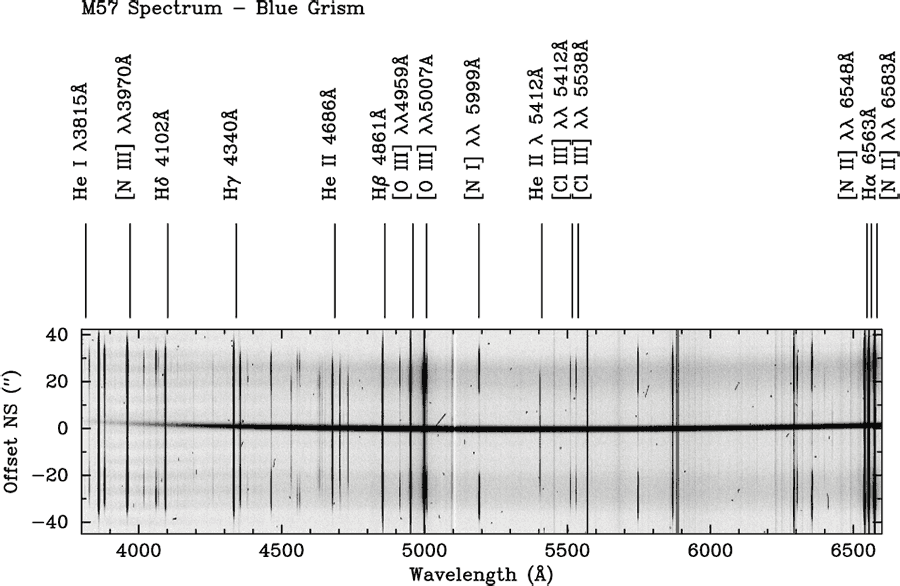 M57 Spectrum – Blue Grism
He I λ3815Å
[N III] λλ3970Å
Hδ 4102Å
Hγ 4340Å
He II 4686Å
Hβ 4861Å
[O III] λλ4959Å
[O III] λλ5007A
[N I] λλ 5999Å
He II λ 5412Å
[Cl III] λλ 5412Å
[Cl III] λλ 5538Å
[N II] λλ 6548Å
Hα 6563Å
[N II] λλ 6583Å
Offset NS (″)
40
20
0
−20
−40
4000 4500 5000 5500 6000 6500
Wavelength (Å)